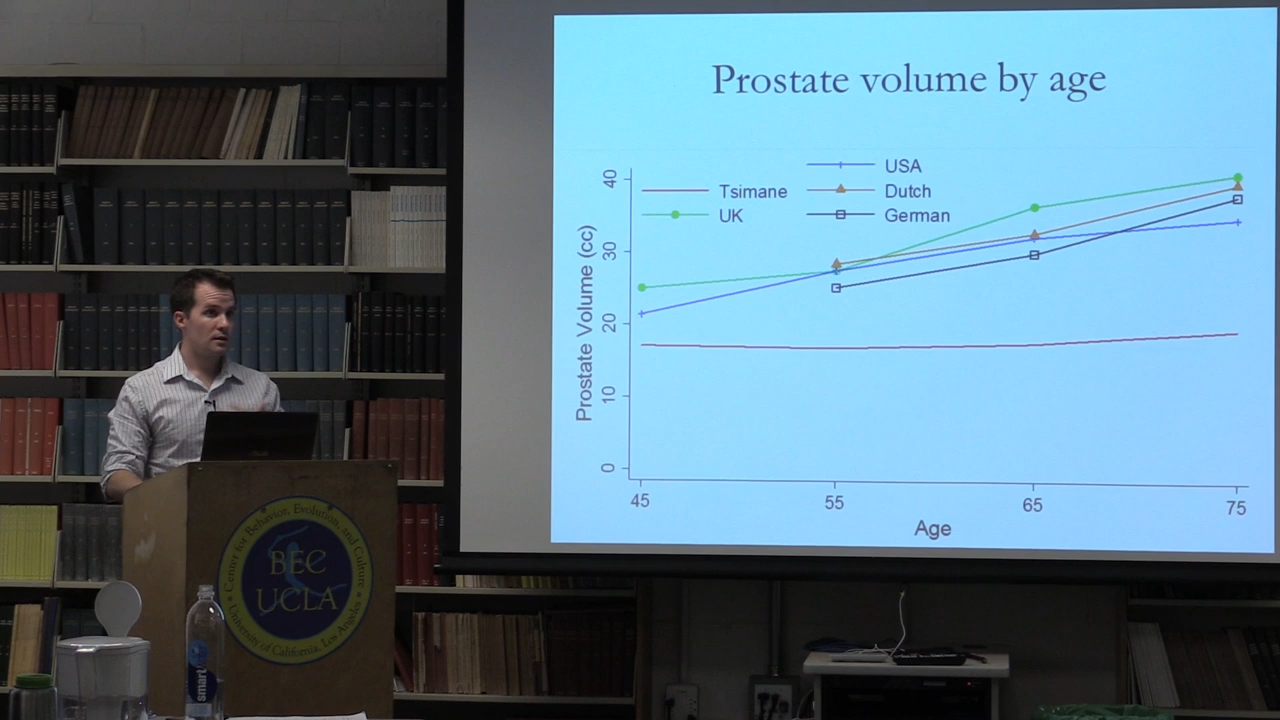 Prostate volume by age
USA
Tsimane
Dutch
UK
German
Prostate Volume (cc)
40
30
20
10
0
45
55
65
75
Age
Center for Behavior, Evolution, and Culture
BEC
UCLA
University of California, Los Angeles
smart